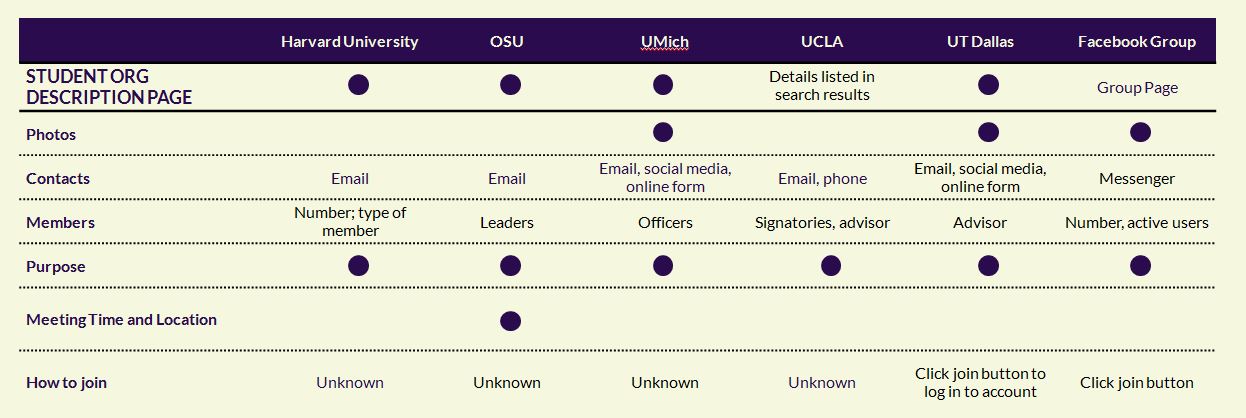 Harvard University OSU UMich UCLA UT Dallas Facebook Group
STUDENT ORG
DESCRIPTION PAGE
Details listed in
search results
Group Page
Photos
Contacts Email Email Email, social media,
online form
Email, phone Email, social media,
online form
Messenger
Members Number; type of
member
Leaders Officers Signatories, advisor Advisor Number, active users
Purpose
Meeting Time and Location
How to join Unknown Unknown Unknown Unknown Click join button to
log in to account
Click join button